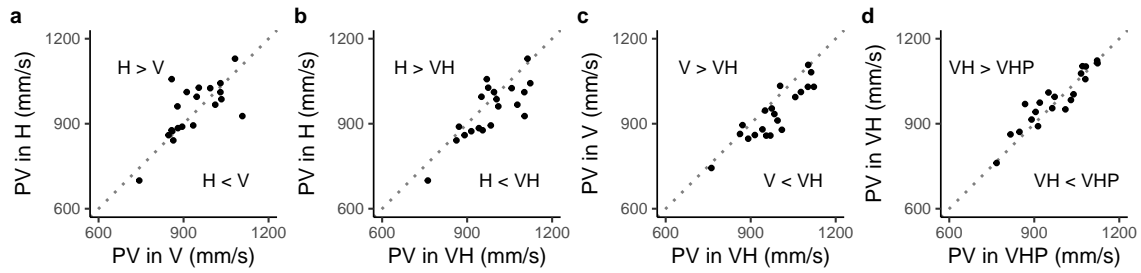 a
PV in H (mm/s)
1200
900
600
H > V
H < V
600 900 1200
PV in V (mm/s)
b
PV in H (mm/s)
1200
900
600
H > VH
H < VH
600 900 1200
PV in VH (mm/s)
c
PV in V (mm/s)
1200
900
600
V > VH
V < VH
600 900 1200
PV in VH (mm/s)
d
PV in VH (mm/s)
1200
900
600
VH > VHP
VH < VHP
600 900 1200
PV in VHP (mm/s)